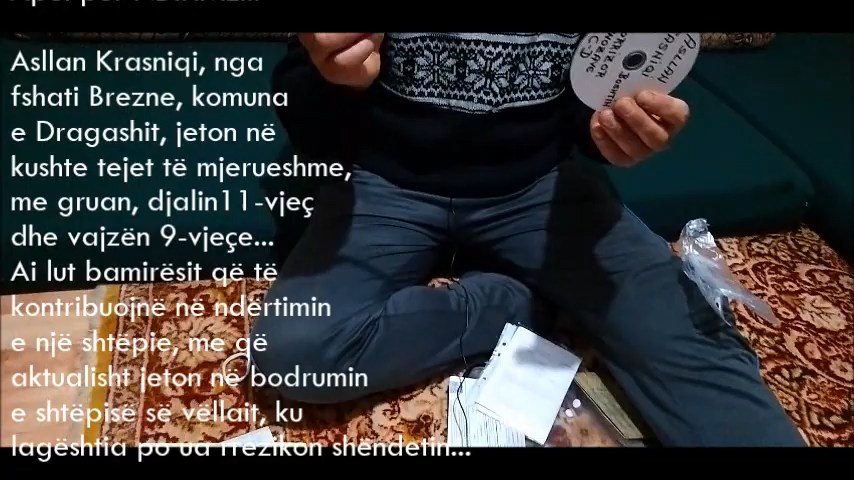 Asllan Krasniqi, nga
fshati Brezne, komuna
e Dragashit, jeton në
kushte tejet të mjerueshme,
me gruan, djalin11-vjeç
dhe vajzën 9-vjeçe...
Ai lut bamirësit që të
kontribuojnë në ndërtimin
e një shtëpie, me që
aktualisht jeton në bodrumin
e shtëpisë së vëllait, ku
lagështia po ua rrezikon shëndetin...
ASLLAN
C-D